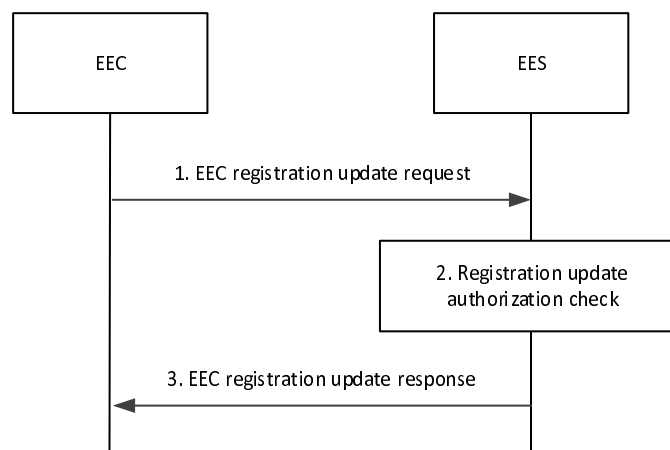 EEC
EES
1. EEC registration update request
2. Registration update
authorization check
3. EEC registration update response